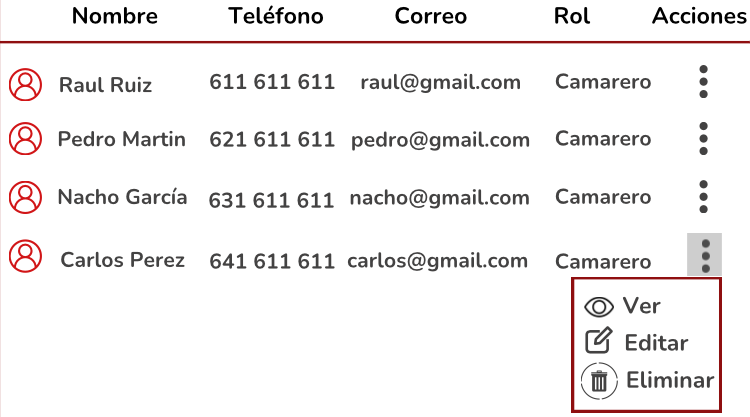 Nombre Teléfono Correo Rol Acciones
Raul Ruiz 611 611 611 raul@gmail.com Camarero
Pedro Martin 621 611 611 pedro@gmail.com Camarero
Nacho García 631 611 611 nacho@gmail.com Camarero
Carlos Perez 641 611 611 carlos@gmail.com Camarero
Ver
Editar
Eliminar